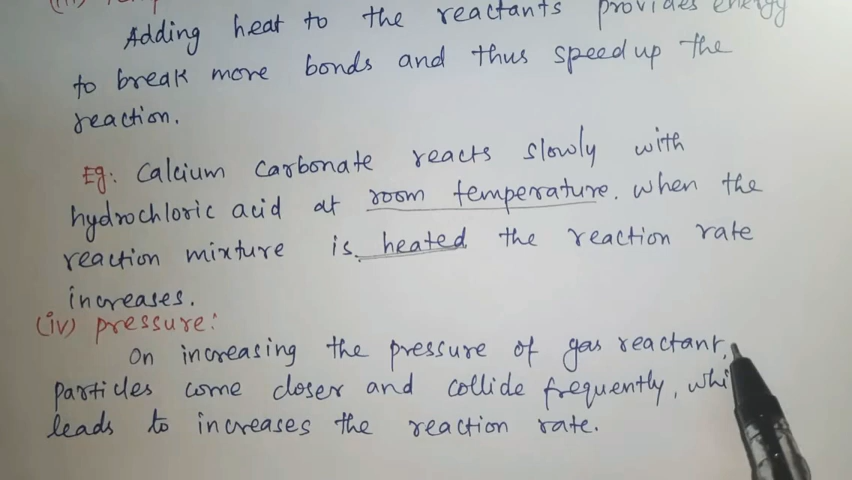 Adding heat to the reactants provides energy
to break more bonds and thus speed up the
reaction.
Eg: Calcium carbonate reacts slowly with
hydrochloric acid at room temperature. When the
reaction mixture is heated the reaction rate
increases.
(iv) pressure:
On increasing the pressure of gas reactant,
particles come closer and collide frequently,
leads to increases the reaction rate.